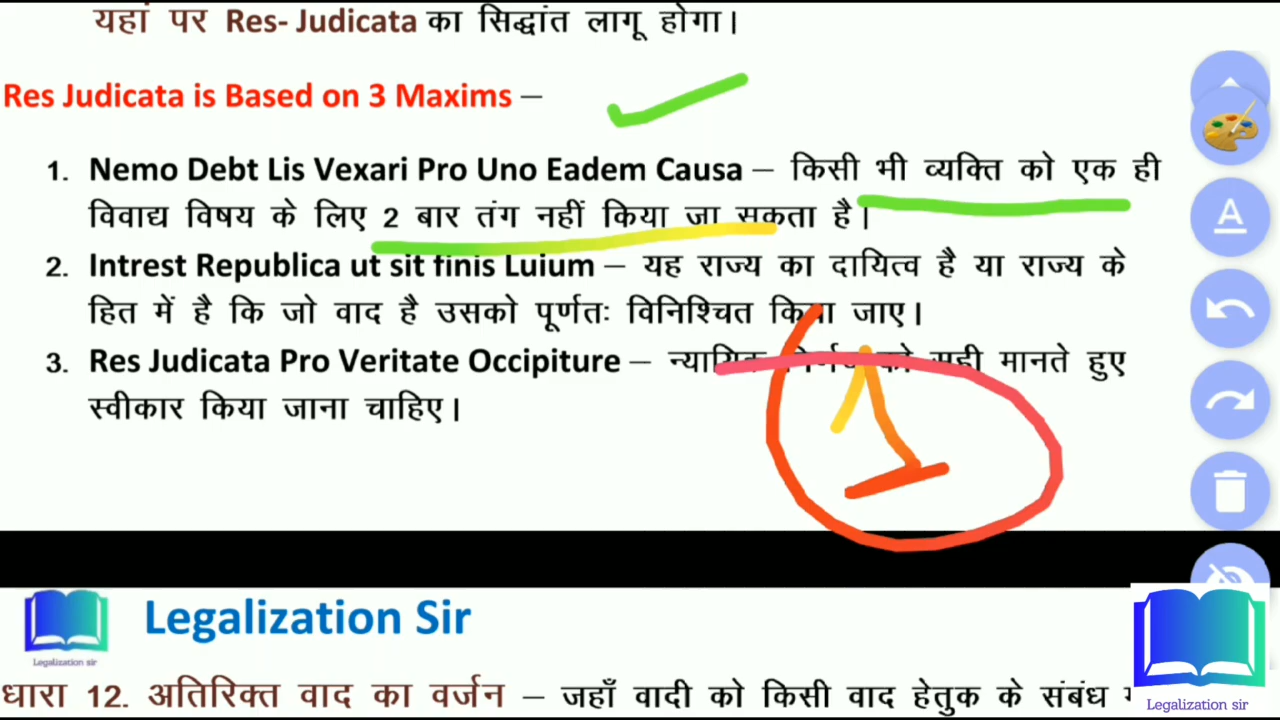 यहां पर Res- Judicata का सिद्धांत लागू होगा।
Res Judicata is Based on 3 Maxims –
1. Nemo Debt Lis Vexari Pro Uno Eadem Causa – किसी भी व्यक्ति को एक ही
विवाद्य विषय के लिए 2 बार तंग नहीं किया जा सकता है।
2. Intrest Republica ut sit finis Luium – यह राज्य का दायित्व है या राज्य के
हित में है कि जो वाद है उसको पूर्णतः विनिश्चित किया जाए।
3. Res Judicata Pro Veritate Occipiture – न्यायिक निर्णय को सही मानते हुए
स्वीकार किया जाना चाहिए।
1
A
Legalization Sir
Legalization sir
धारा 12. अतिरिक्त वाद का वर्जन – जहाँ वादी को किसी वाद हेतुक के संबंध
Legalization sir